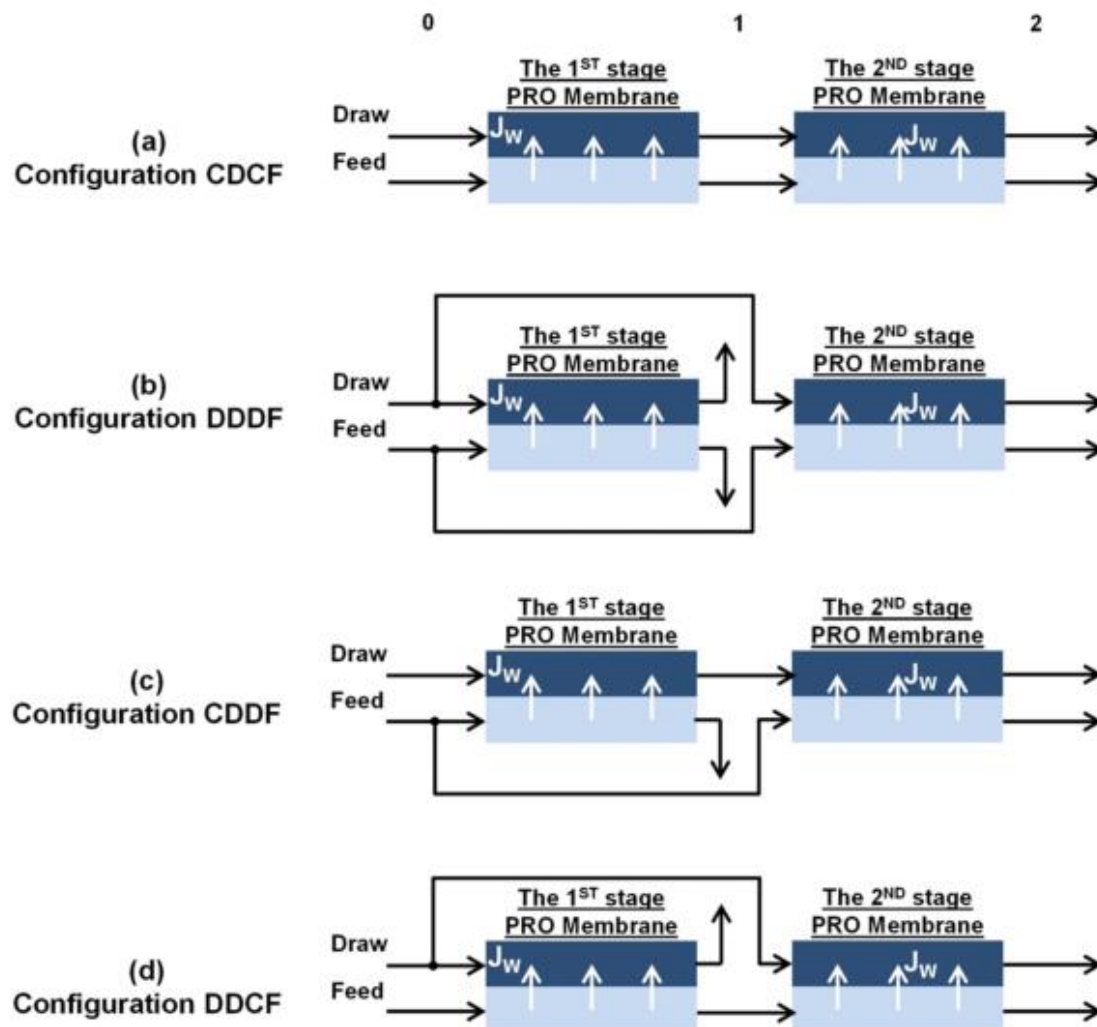 0 1 2
The 1ST stage The 2ND stage
PRO Membrane PRO Membrane
Draw
Jw Jw
(a)
Feed
Configuration CDCF
The 1ST stage The 2ND stage
PRO Membrane PRO Membrane
Draw
Jw Jw
(b)
Feed
Configuration DDDF
The 1ST stage The 2ND stage
PRO Membrane PRO Membrane
Draw
Jw Jw
(c)
Feed
Configuration CDDF
The 1ST stage The 2ND stage
PRO Membrane PRO Membrane
Draw
Jw Jw
(d)
Feed
Configuration DDCF